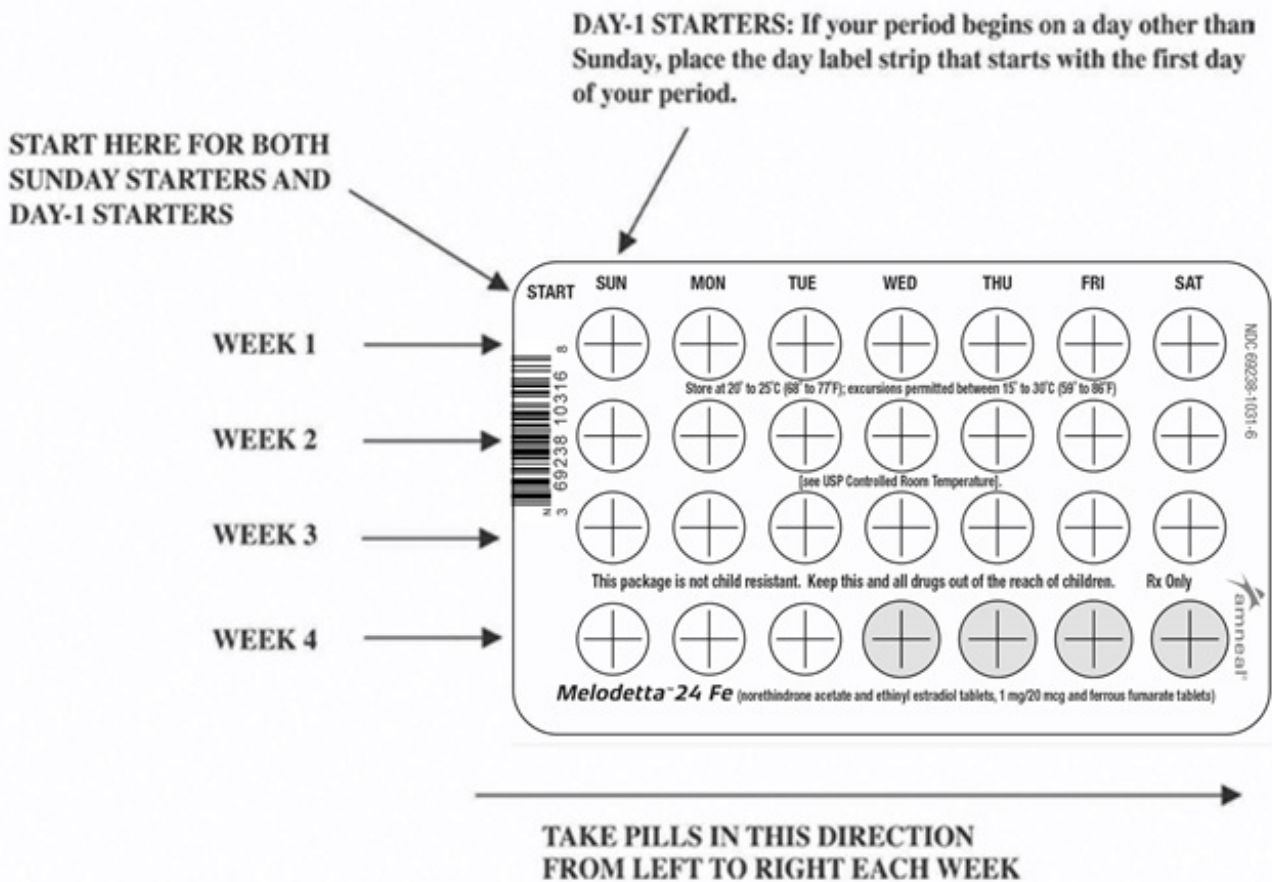 DAY-1 STARTERS: If your period begins on a day other than
Sunday, place the day label strip that starts with the first day
of your period.
START HERE FOR BOTH
SUNDAY STARTERS AND
DAY-1 STARTERS
START SUN MON TUE WED THU FRI SAT
WEEK 1
Store at 20˚ to 25˚C (68˚ to 77˚F); excursions permitted between 15˚ to 30˚C (59˚ to 86˚F)
WEEK 2
[see USP Controlled Room Temperature].
WEEK 3
This package is not child resistant. Keep this and all drugs out of the reach of children. Rx Only
WEEK 4
Melodetta™ 24 Fe (norethindrone acetate and ethinyl estradiol tablets, 1 mg/20 mcg and ferrous fumarate tablets)
N 3 69238 10316 8
NDC 69238-1031-6
amneal®
TAKE PILLS IN THIS DIRECTION
FROM LEFT TO RIGHT EACH WEEK